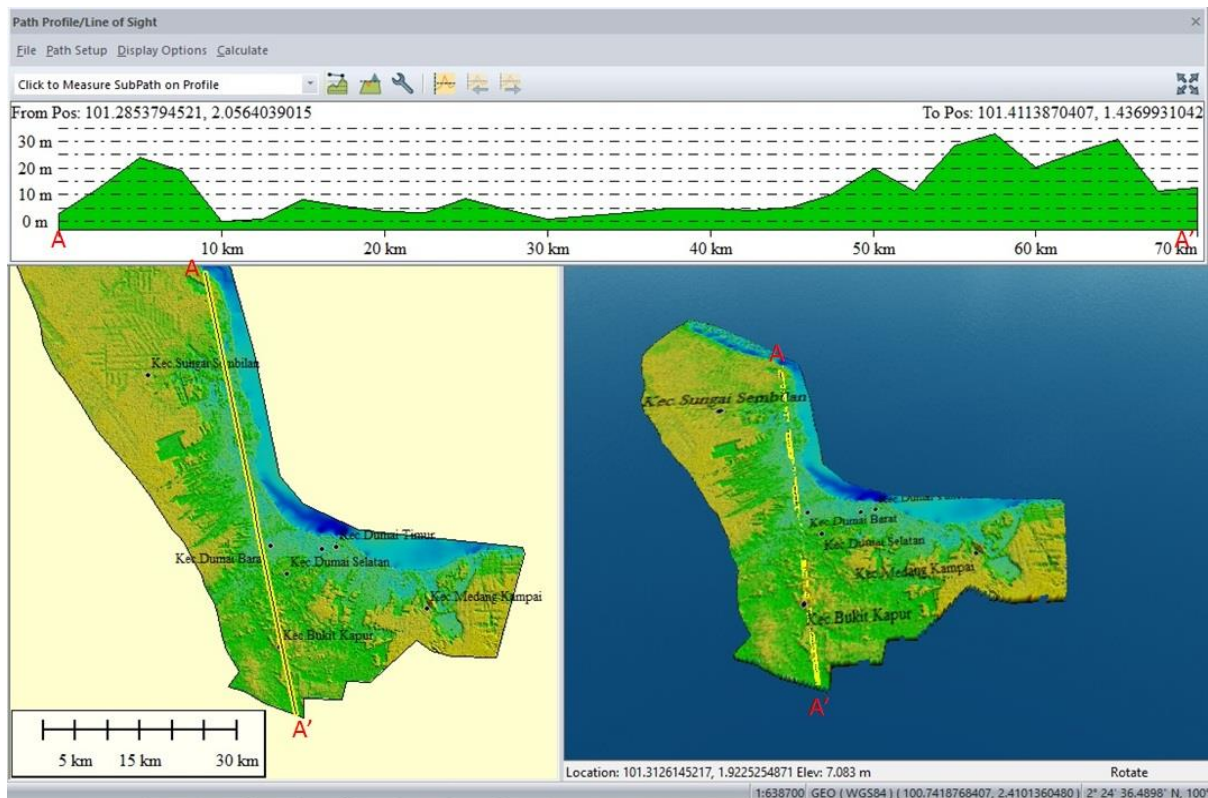 Path Profile/Line of Sight
File Path Setup Display Options Calculate
Click to Measure SubPath on Profile
From Pos: 101.2853794521, 2.0564039015 To Pos: 101.4113870407, 1.4369931042
30 m
20 m
10 m
0 m
A A'
10 km 20 km 30 km 40 km 50 km 60 km 70 km
A
Kec.Sungai Sembilan
Kec.Dumai Timur
Kec.Dumai Bara
Kec.Dumai Selatan
Kec.Medang Kampai
Kec.Bukit Kapur
A'
5 km 15 km 30 km
A
Kec.Sungai Sembilan
Kec.Dumai
Kec.Dumai Barat
Kec.Dumai Selatan
Kec.Medang Kampai
Kec.Bukit Kapur
A'
Location: 101.3126145217, 1.9225254871 Elev: 7.083 m Rotate
1:638700 GEO ( WGS84 ) ( 100.7418768407, 2.4101360480 ) 2° 24' 36.4898" N, 100°